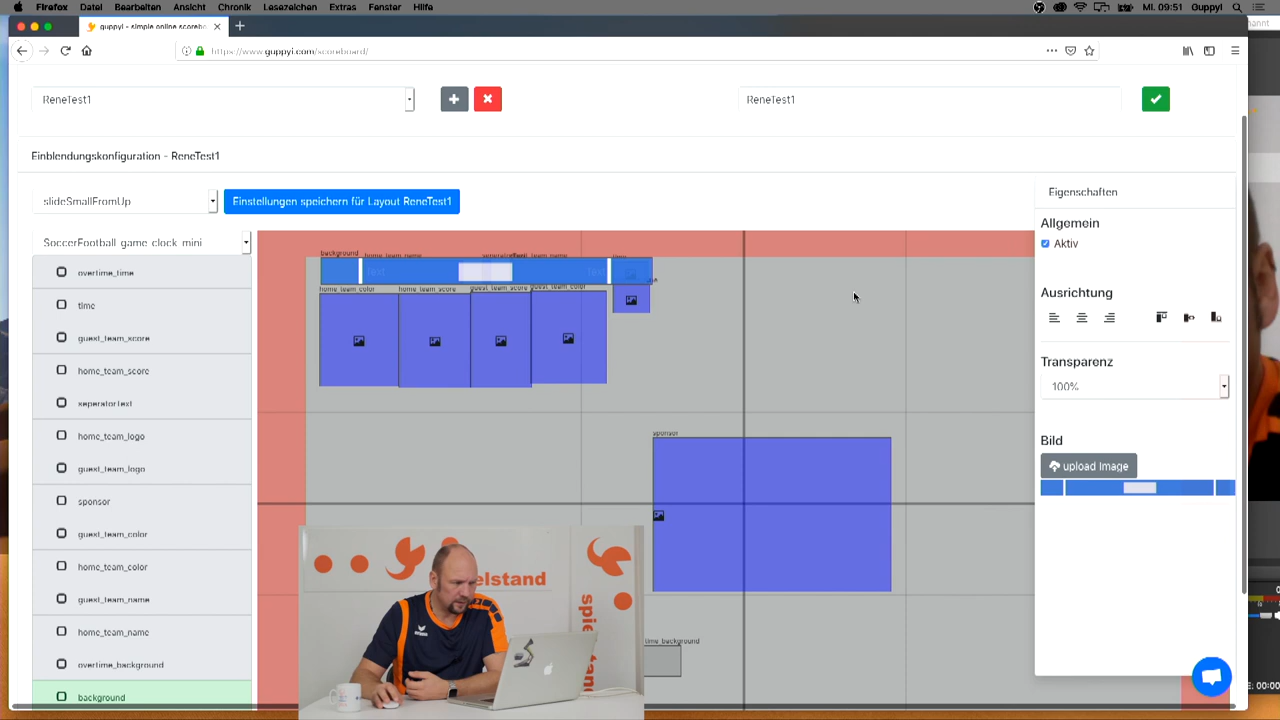 Firefox Datei Bearbeiten Ansicht Chronik Lesezeichen Extras Fenster Hilfe
MI. 09:51 Guppyi
guppyi - simple online scoreb
https://www.guppyi.com/scoreboard/
ReneTest1
ReneTest1
Einblendungskonfiguration - ReneTest1
slideSmallFromUp
Einstellungen speichern für Layout ReneTest1
SoccerFootball_game_clock_mini
overtime_time
time
guest_team_score
home_team_score
seperatorText
home_team_logo
guest_team_logo
sponsor
guest_team_color
home_team_color
guest_team_name
home_team_name
overtime_background
background
background
home_team_name
home_team_color
home_team_score
guest_team_score
guest_team_color
sponsor
time_background
Eigenschaften
Allgemein
Aktiv
Ausrichtung
Transparenz
100%
Bild
upload Image
elstand